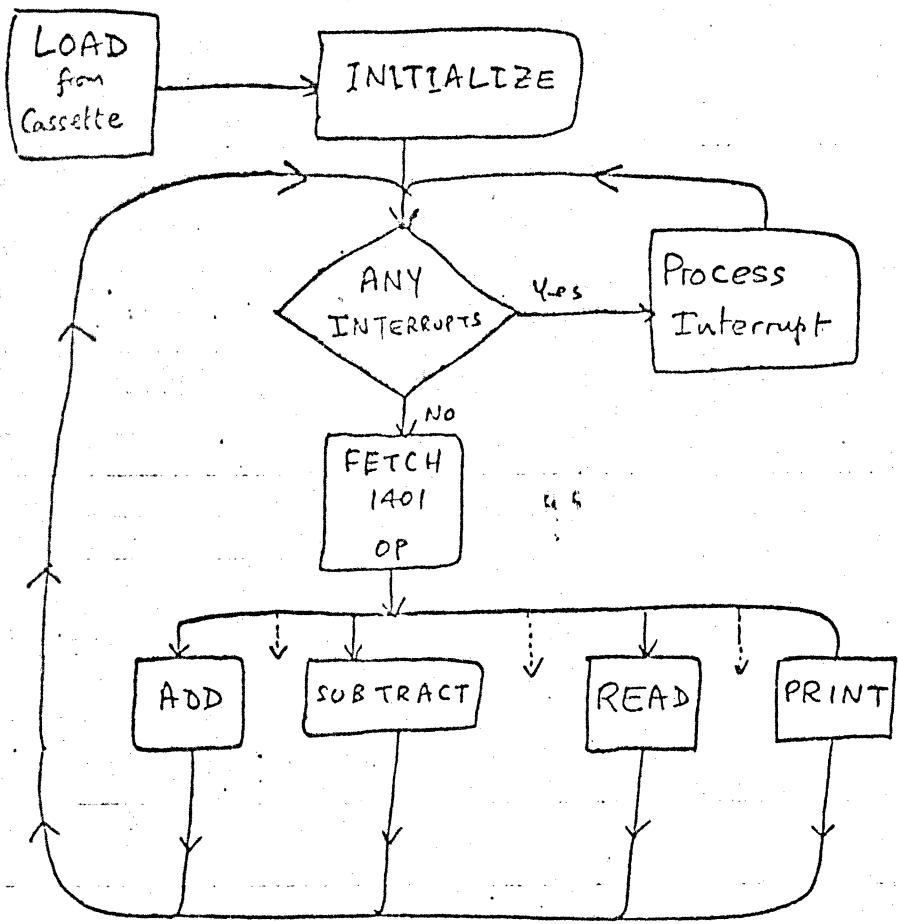 LOAD
from
Cassette
INITIALIZE
ANY
INTERRUPTS
Yes
Process
Interrupt
NO
FETCH
1401
OP
ADD
SUBTRACT
READ
PRINT